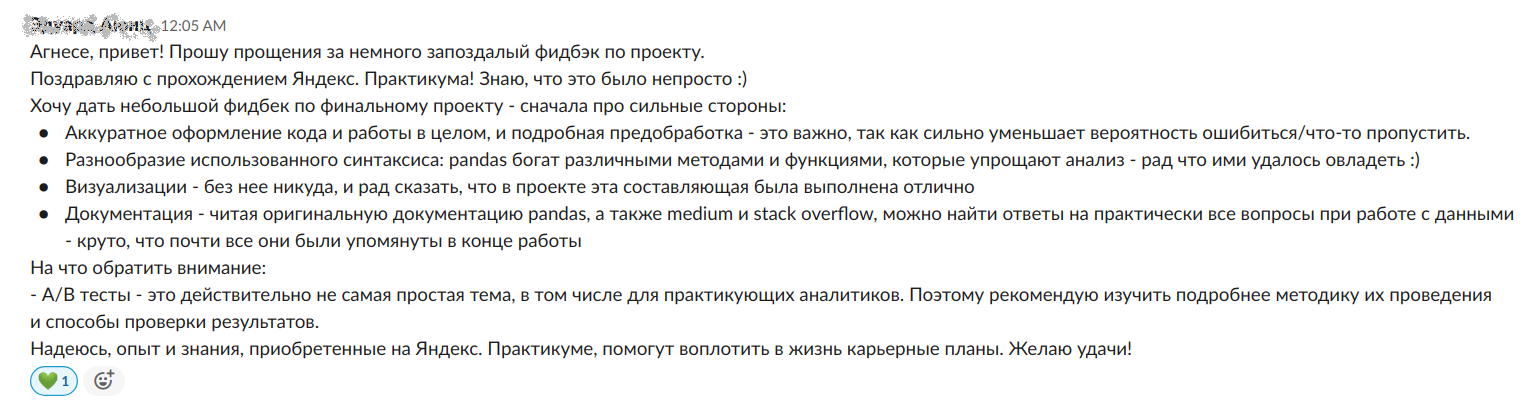 12:05 AM
Агнесе, привет! Прошу прощения за немного запоздалый фидбэк по проекту.
Поздравляю с прохождением Яндекс. Практикума! Знаю, что это было непросто :)
Хочу дать небольшой фидбек по финальному проекту - сначала про сильные стороны:
● Аккуратное оформление кода и работы в целом, и подробная предобработка - это важно, так как сильно уменьшает вероятность ошибиться/что-то пропустить.
● Разнообразие использованного синтаксиса: pandas богат различными методами и функциями, которые упрощают анализ - рад что ими удалось овладеть :)
● Визуализации - без нее никуда, и рад сказать, что в проекте эта составляющая была выполнена отлично
● Документация - читая оригинальную документацию pandas, а также medium и stack overflow, можно найти ответы на практически все вопросы при работе с данными
- круто, что почти все они были упомянуты в конце работы
На что обратить внимание:
- А/В тесты - это действительно не самая простая тема, в том числе для практикующих аналитиков. Поэтому рекомендую изучить подробнее методику их проведения
и способы проверки результатов.
Надеюсь, опыт и знания, приобретенные на Яндекс. Практикуме, помогут воплотить в жизнь карьерные планы. Желаю удачи!
1